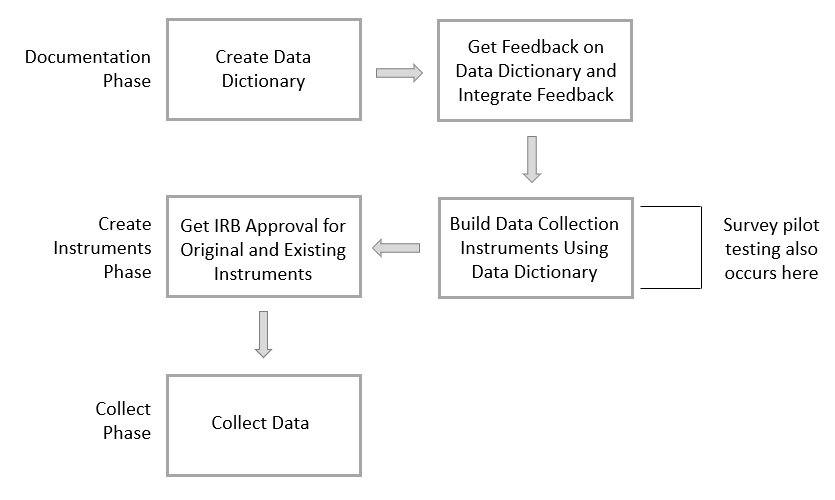 Documentation
Phase
Create Data
Dictionary
Get Feedback on
Data Dictionary and
Integrate Feedback
Create
Instruments
Phase
Get IRB Approval for
Original and Existing
Instruments
Build Data Collection
Instruments Using
Data Dictionary
Survey pilot
testing also
occurs here
Collect
Phase
Collect Data